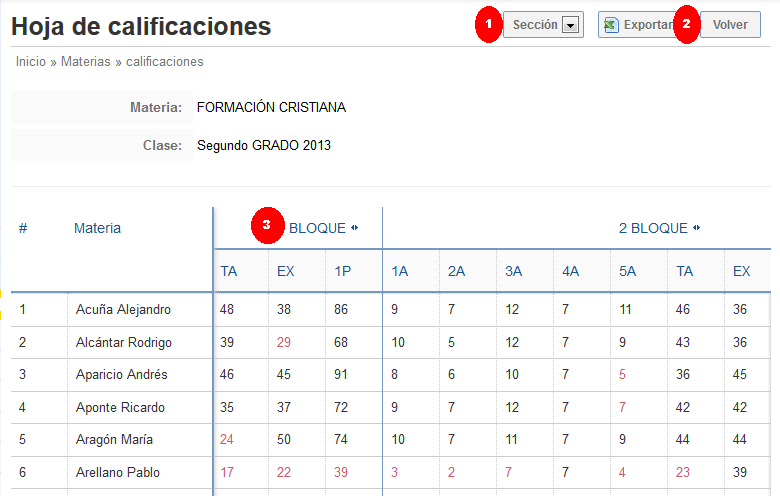 Hoja de calificaciones
1 Sección Exportar 2 Volver
Inicio » Materias » calificaciones
Materia: FORMACIÓN CRISTIANA
Clase: Segundo GRADO 2013
# Materia 3 BLOQUE 2 BLOQUE
TA EX 1P 1A 2A 3A 4A 5A TA EX
1 Acuña Alejandro 48 38 86 9 7 12 7 11 46 36
2 Alcántar Rodrigo 39 29 68 10 5 12 7 9 43 36
3 Aparicio Andrés 46 45 91 8 6 10 7 5 36 45
4 Aponte Ricardo 35 37 72 9 7 12 7 7 42 42
5 Aragón María 24 50 74 10 7 11 7 9 44 44
6 Arellano Pablo 17 22 39 3 2 7 7 4 23 39